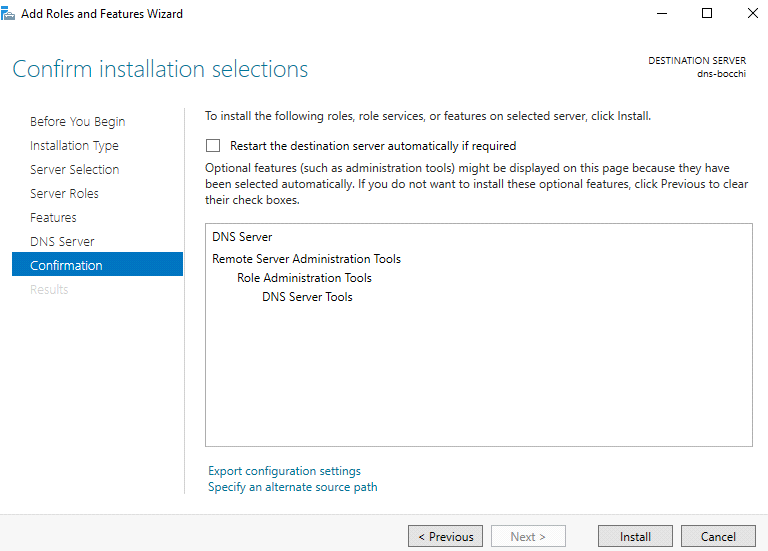 Add Roles and Features Wizard
Confirm installation selections
DESTINATION SERVER
dns-bocchi
Before You Begin
Installation Type
Server Selection
Server Roles
Features
DNS Server
Confirmation
Results
To install the following roles, role services, or features on selected server, click Install.
Restart the destination server automatically if required
Optional features (such as administration tools) might be displayed on this page because they have
been selected automatically. If you do not want to install these optional features, click Previous to clear
their check boxes.
DNS Server
Remote Server Administration Tools
Role Administration Tools
DNS Server Tools
Export configuration settings
Specify an alternate source path
< Previous
Next >
Install
Cancel